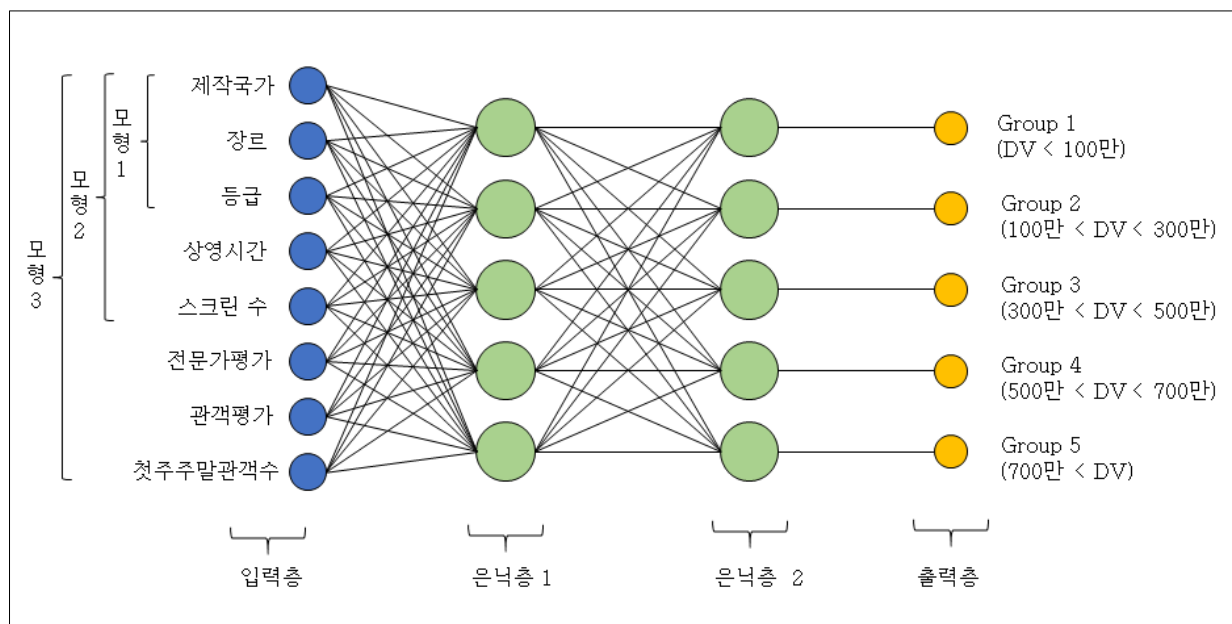 모형 3
모형 2
모형 1
제작국가
장르
등급
상영시간
스크린 수
전문가평가
관객평가
첫주주말관객수
Group 1
(DV < 100만)
Group 2
(100만 < DV < 300만)
Group 3
(300만 < DV < 500만)
Group 4
(500만 < DV < 700만)
Group 5
(700만 < DV)
입력층
은닉층 1
은닉층 2
출력층